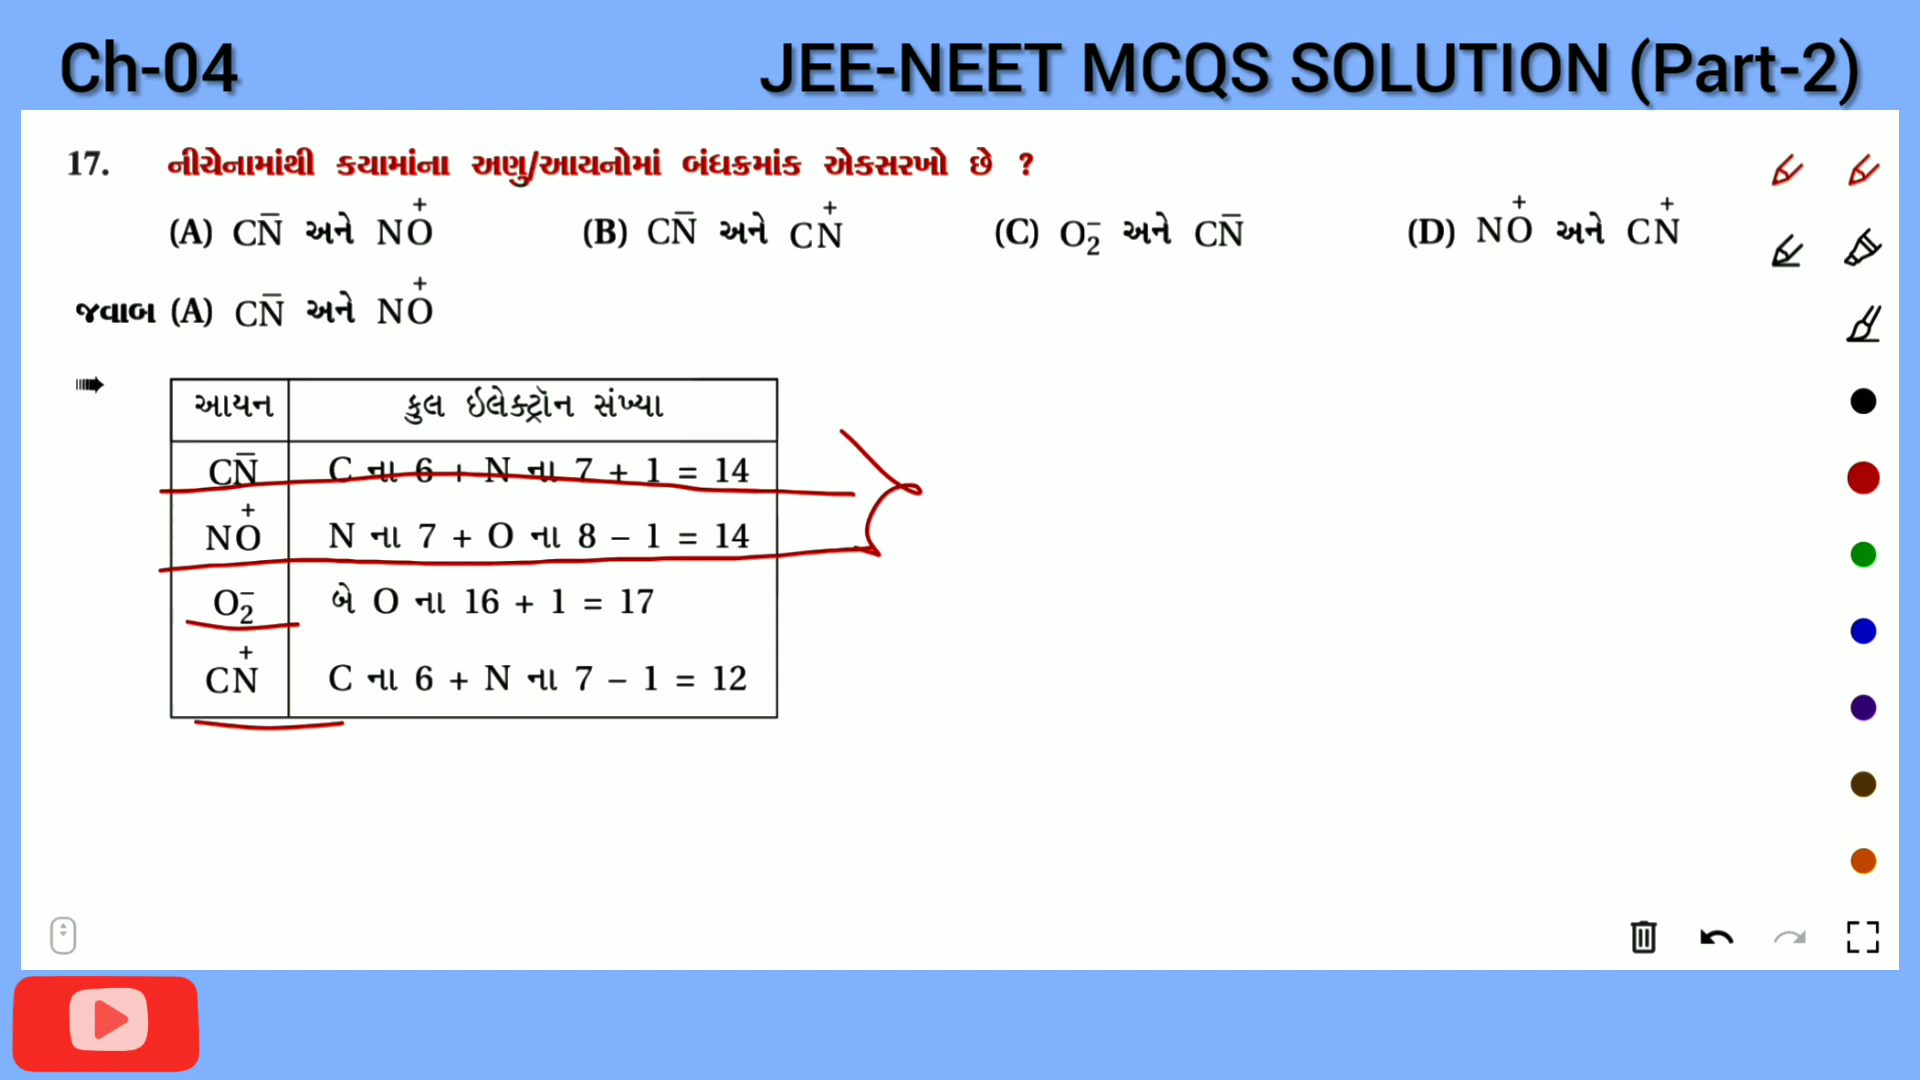 Ch-04 JEE-NEET MCQS SOLUTION (Part-2)
17. નીચેનામાંથી કયામાંના અણુ/આયનોમાં બંધક્રમાંક એકસરખો છે ?
(A) CN̅ અને NO⁺ (B) CN̅ અને CN⁺ (C) O₂⁻ અને CN̅ (D) NO⁺ અને CN⁺
જવાબ (A) CN̅ અને NO⁺
આયન કુલ ઇલેક્ટ્રૉન સંખ્યા
CN̅ C ના 6 + N ના 7 + 1 = 14
NO⁺ N ના 7 + O ના 8 – 1 = 14
O₂⁻ બે O ના 16 + 1 = 17
CN⁺ C ના 6 + N ના 7 – 1 = 12